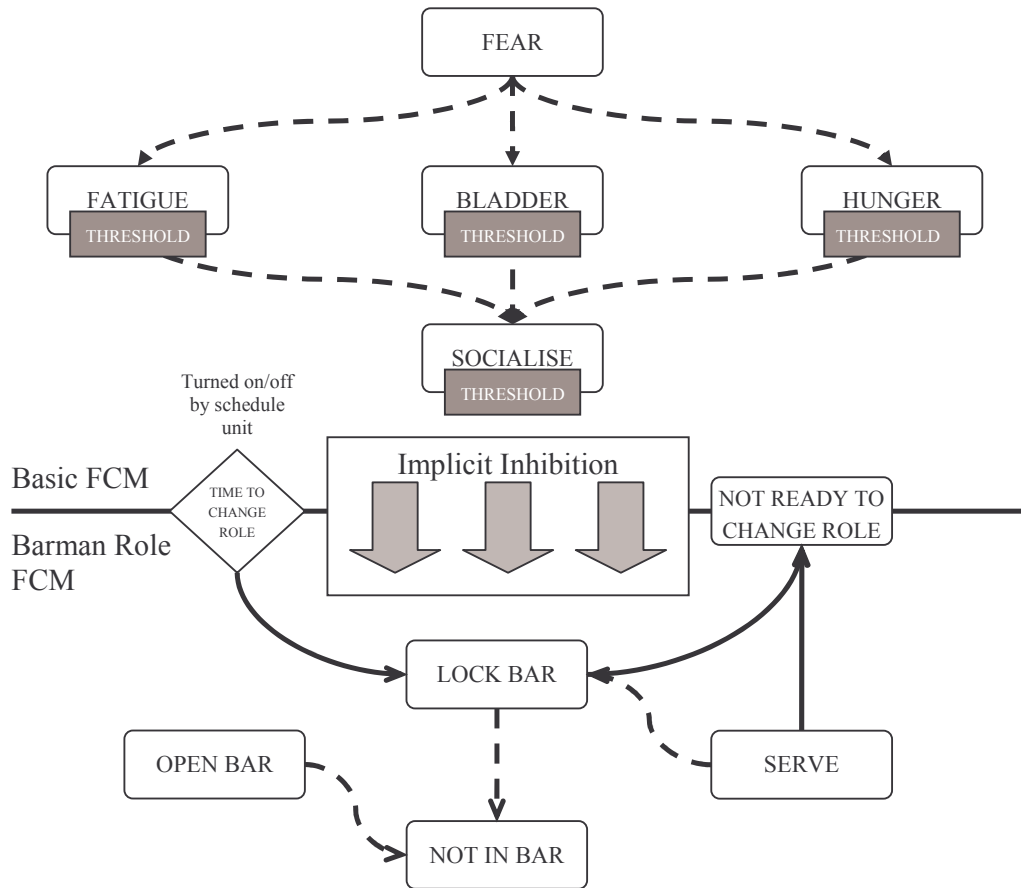 FEAR
FATIGUE
THRESHOLD
BLADDER
THRESHOLD
HUNGER
THRESHOLD
SOCIALISE
THRESHOLD
Turned on/off
by schedule
unit
Basic FCM
TIME TO
CHANGE
ROLE
Implicit Inhibition
NOT READY TO
CHANGE ROLE
Barman Role
FCM
LOCK BAR
OPEN BAR
SERVE
NOT IN BAR